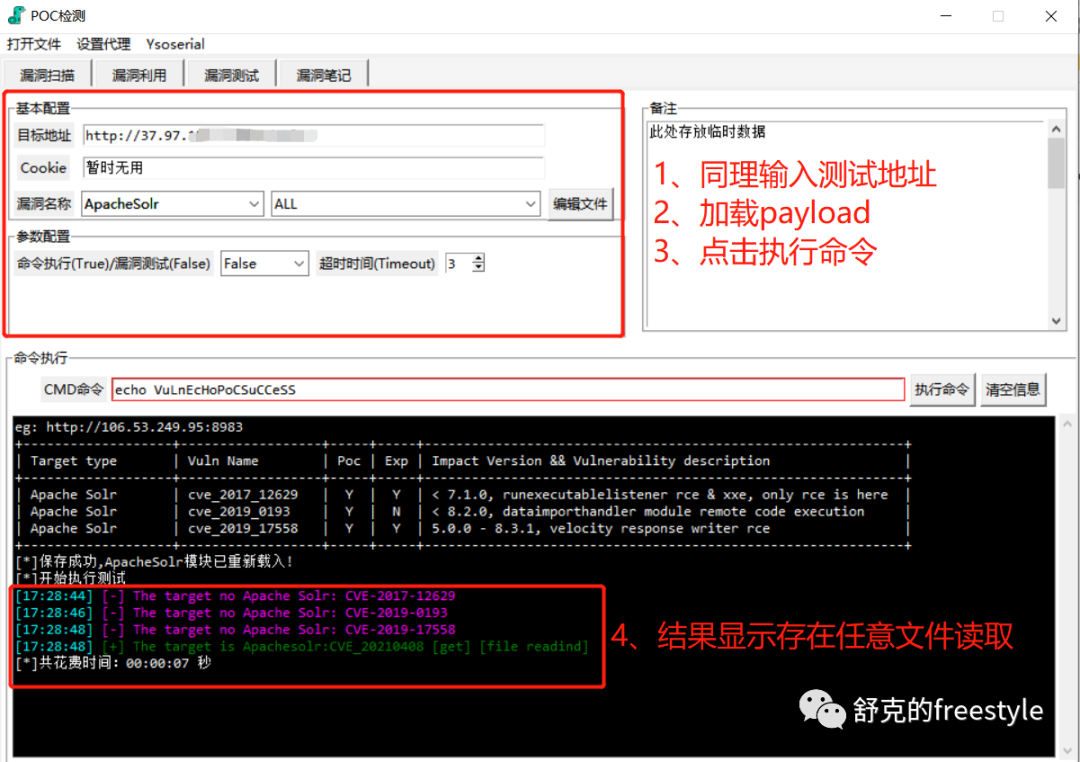 POC检测
打开文件 设置代理 Ysoserial
漏洞扫描 漏洞利用 漏洞测试 漏洞笔记
基本配置
目标地址 http://37.97.
Cookie 暂时无用
漏洞名称 ApacheSolr ALL 编辑文件
参数配置
命令执行(True)/漏洞测试(False) False 超时时间(Timeout) 3
备注
此处存放临时数据
1、同理输入测试地址
2、加载payload
3、点击执行命令
命令执行
CMD命令 echo VuLnEcHoPoCSuCCeSS 执行命令 清空信息
eg: http://106.53.249.95:8983
+-------------------+------------------+-----+-----+--------------------------------------------------------------+
| Target type | Vuln Name | Poc | Exp | Impact Version && Vulnerability description |
+-------------------+------------------+-----+-----+--------------------------------------------------------------+
| Apache Solr | cve_2017_12629 | Y | Y | < 7.1.0, runexecutablelistener rce & xxe, only rce is here |
| Apache Solr | cve_2019_0193 | Y | N | < 8.2.0, dataimporthandler module remote code execution |
| Apache Solr | cve_2019_17558 | Y | Y | 5.0.0 - 8.3.1, velocity response writer rce |
+-------------------+------------------+-----+-----+--------------------------------------------------------------+
[*]保存成功,ApacheSolr模块已重新载入!
[*]开始执行测试
[17:28:44] [-] The target no Apache Solr: CVE-2017-12629
[17:28:46] [-] The target no Apache Solr: CVE-2019-0193
[17:28:48] [-] The target no Apache Solr: CVE-2019-17558
[17:28:48] [+] The target is Apachesolr:CVE_20210408 [get] [file readind]
[*]共花费时间: 00:00:07 秒
4、结果显示存在任意文件读取
舒克的freestyle